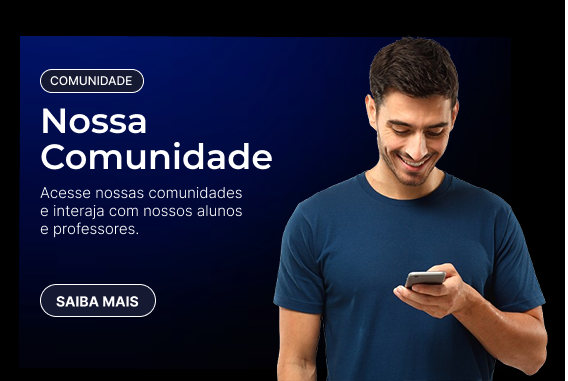 COMUNIDADE
Nossa
Comunidade
Acesse nossas comunidades
e interaja com nossos alunos
e professores.
SAIBA MAIS